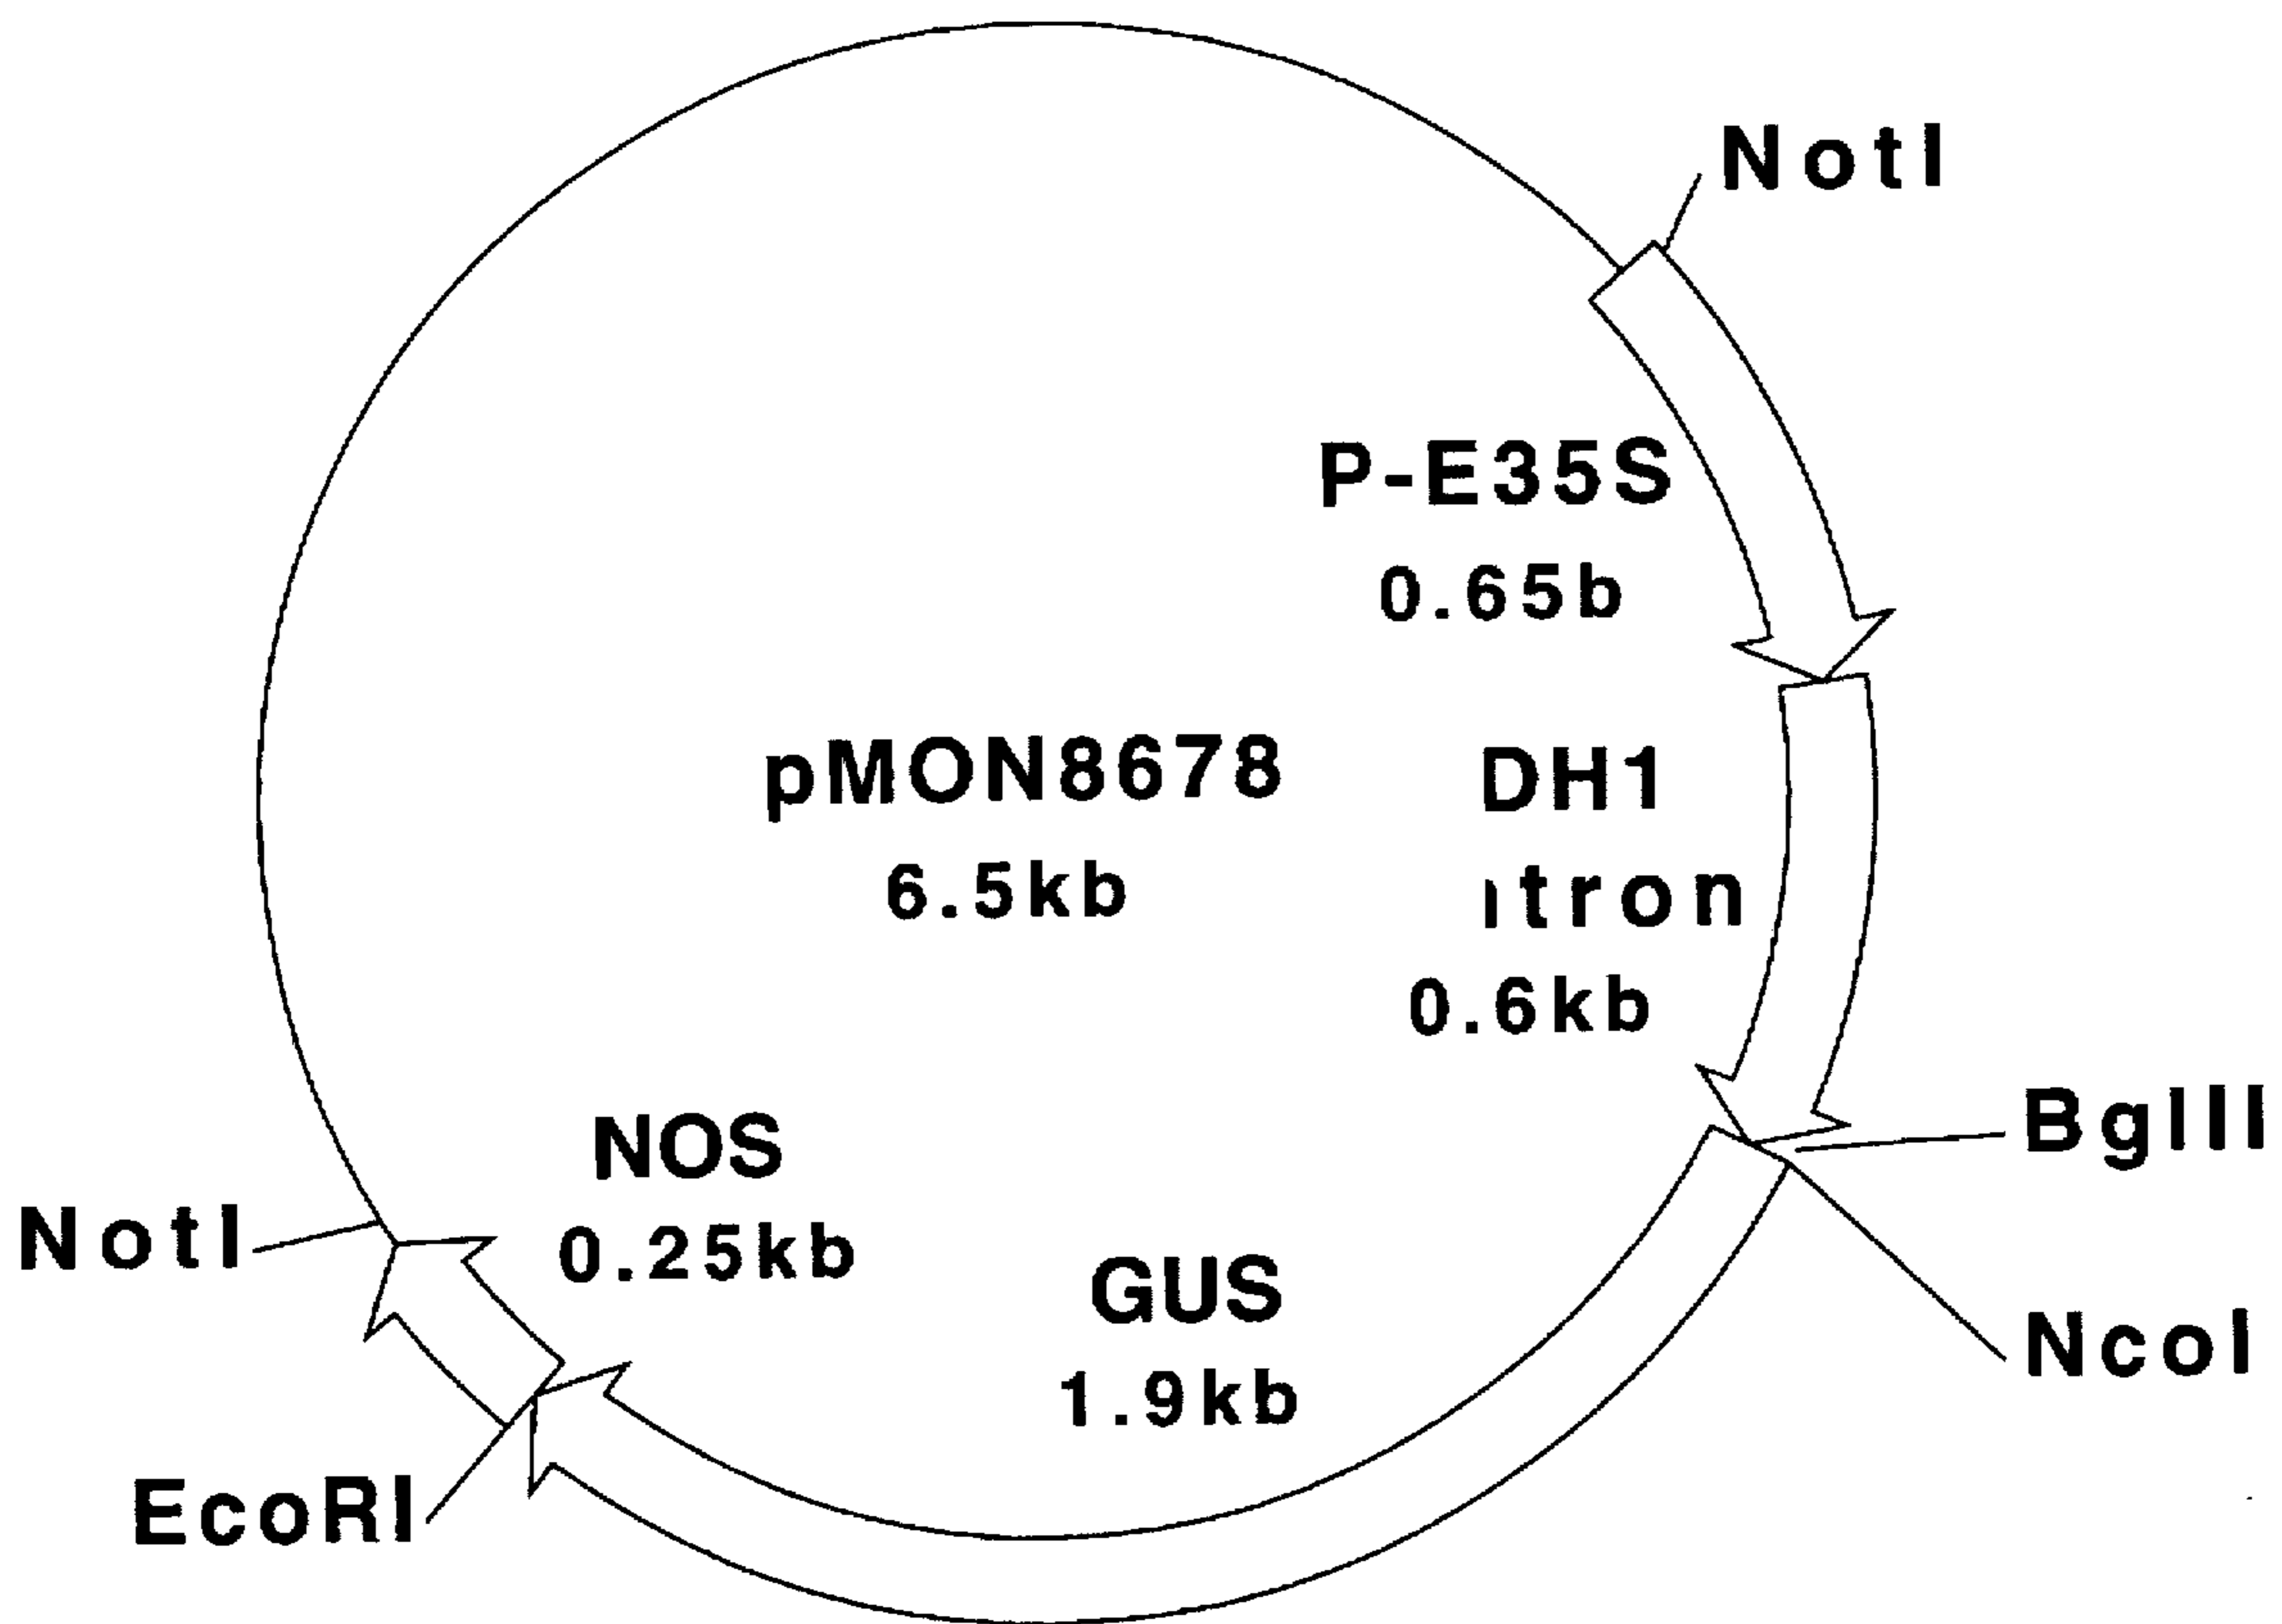 NotI
P-E35S
0.65b
pMON8678
6.5kb
DH1
ıtron
0.6kb
BglII
NcoI
NOS
0.25kb
NotI
GUS
1.9kb
EcoRI